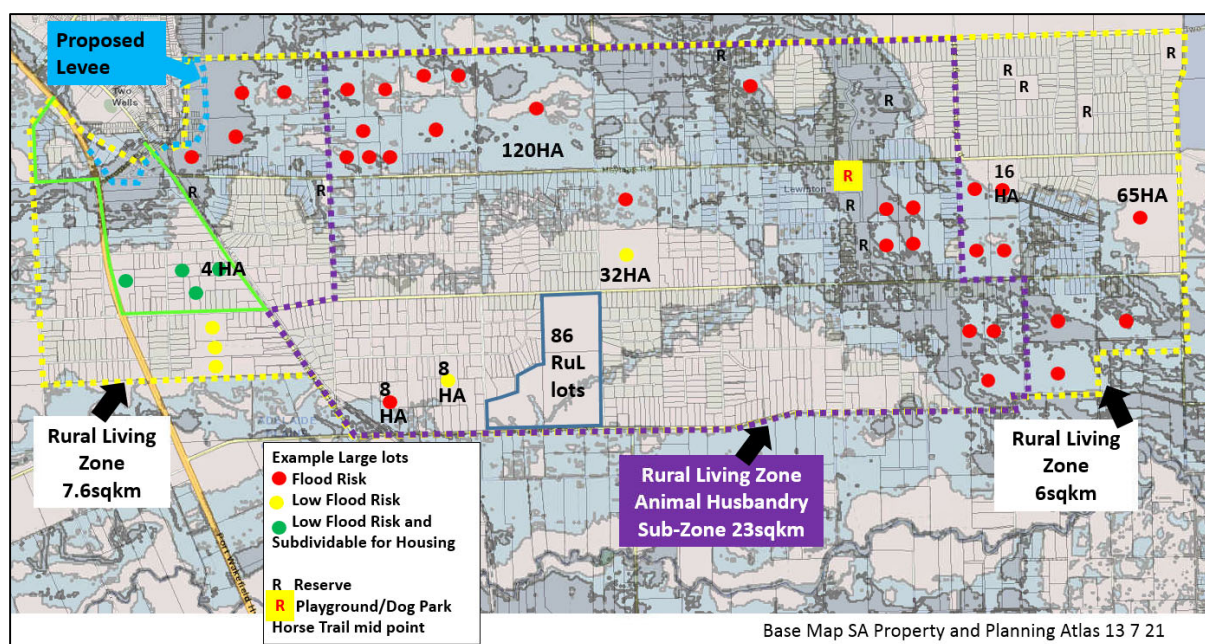 Proposed
Levee
Two
Wells
R
R
R
R
R
R
R
120HA
Lewiston
R
16
HA
65HA
R
R
R
4 HA
32HA
86
RuL
lots
8
HA
8
HA
Rural Living
Zone
7.6sqkm
Example Large lots
Flood Risk
Low Flood Risk
Low Flood Risk and
Subdividable for Housing
R Reserve
R Playground/Dog Park
Horse Trail mid point
Rural Living Zone
Animal Husbandry
Sub-Zone 23sqkm
Rural Living
Zone
6sqkm
Port Wakefield H
Base Map SA Property and Planning Atlas 13 7 21